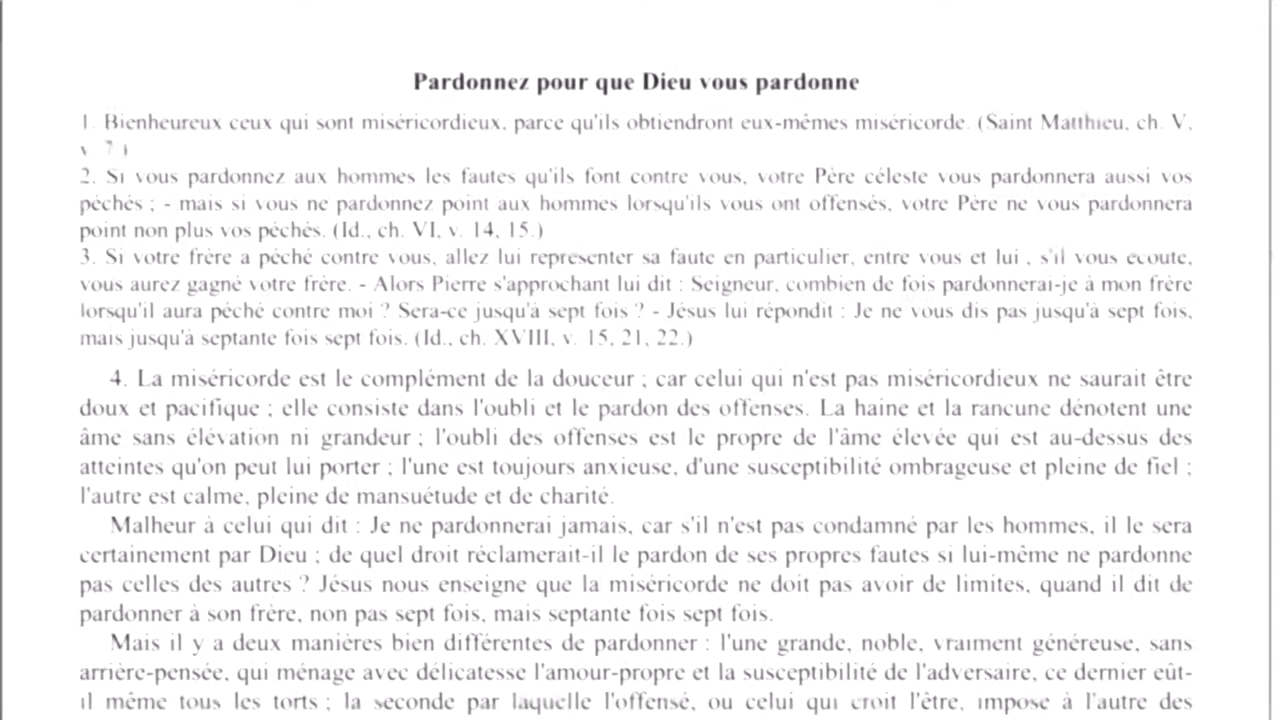 Pardonnez pour que Dieu vous pardonne
1. Bienheureux ceux qui sont miséricordieux, parce qu'ils obtiendront eux-mêmes miséricorde. (Saint Matthieu, ch. V,
v. 7.)
2. Si vous pardonnez aux hommes les fautes qu'ils font contre vous, votre Père céleste vous pardonnera aussi vos
péchés ; - mais si vous ne pardonnez point aux hommes lorsqu'ils vous ont offensés, votre Père ne vous pardonnera
point non plus vos péchés. (Id., ch. VI, v. 14, 15.)
3. Si votre frère a péché contre vous, allez lui représenter sa faute en particulier, entre vous et lui , s'il vous écoute,
vous aurez gagné votre frère. - Alors Pierre s'approchant lui dit : Seigneur, combien de fois pardonnerai-je à mon frère
lorsqu'il aura péché contre moi ? Sera-ce jusqu'à sept fois ? - Jésus lui répondit : Je ne vous dis pas jusqu'à sept fois,
mais jusqu'à septante fois sept fois. (Id., ch. XVIII, v. 15, 21, 22.)
4. La miséricorde est le complément de la douceur ; car celui qui n'est pas miséricordieux ne saurait être
doux et pacifique ; elle consiste dans l'oubli et le pardon des offenses. La haine et la rancune dénotent une
âme sans élévation ni grandeur ; l'oubli des offenses est le propre de l'âme élevée qui est au-dessus des
atteintes qu'on peut lui porter ; l'une est toujours anxieuse, d'une susceptibilité ombrageuse et pleine de fiel ;
l'autre est calme, pleine de mansuétude et de charité.
Malheur à celui qui dit : Je ne pardonnerai jamais, car s'il n'est pas condamné par les hommes, il le sera
certainement par Dieu ; de quel droit réclamerait-il le pardon de ses propres fautes si lui-même ne pardonne
pas celles des autres ? Jésus nous enseigne que la miséricorde ne doit pas avoir de limites, quand il dit de
pardonner à son frère, non pas sept fois, mais septante fois sept fois.
Mais il y a deux manières bien différentes de pardonner : l'une grande, noble, vraiment généreuse, sans
arrière-pensée, qui ménage avec délicatesse l'amour-propre et la susceptibilité de l'adversaire, ce dernier eût-
il même tous les torts ; la seconde par laquelle l'offensé, ou celui qui croit l'être, impose à l'autre des